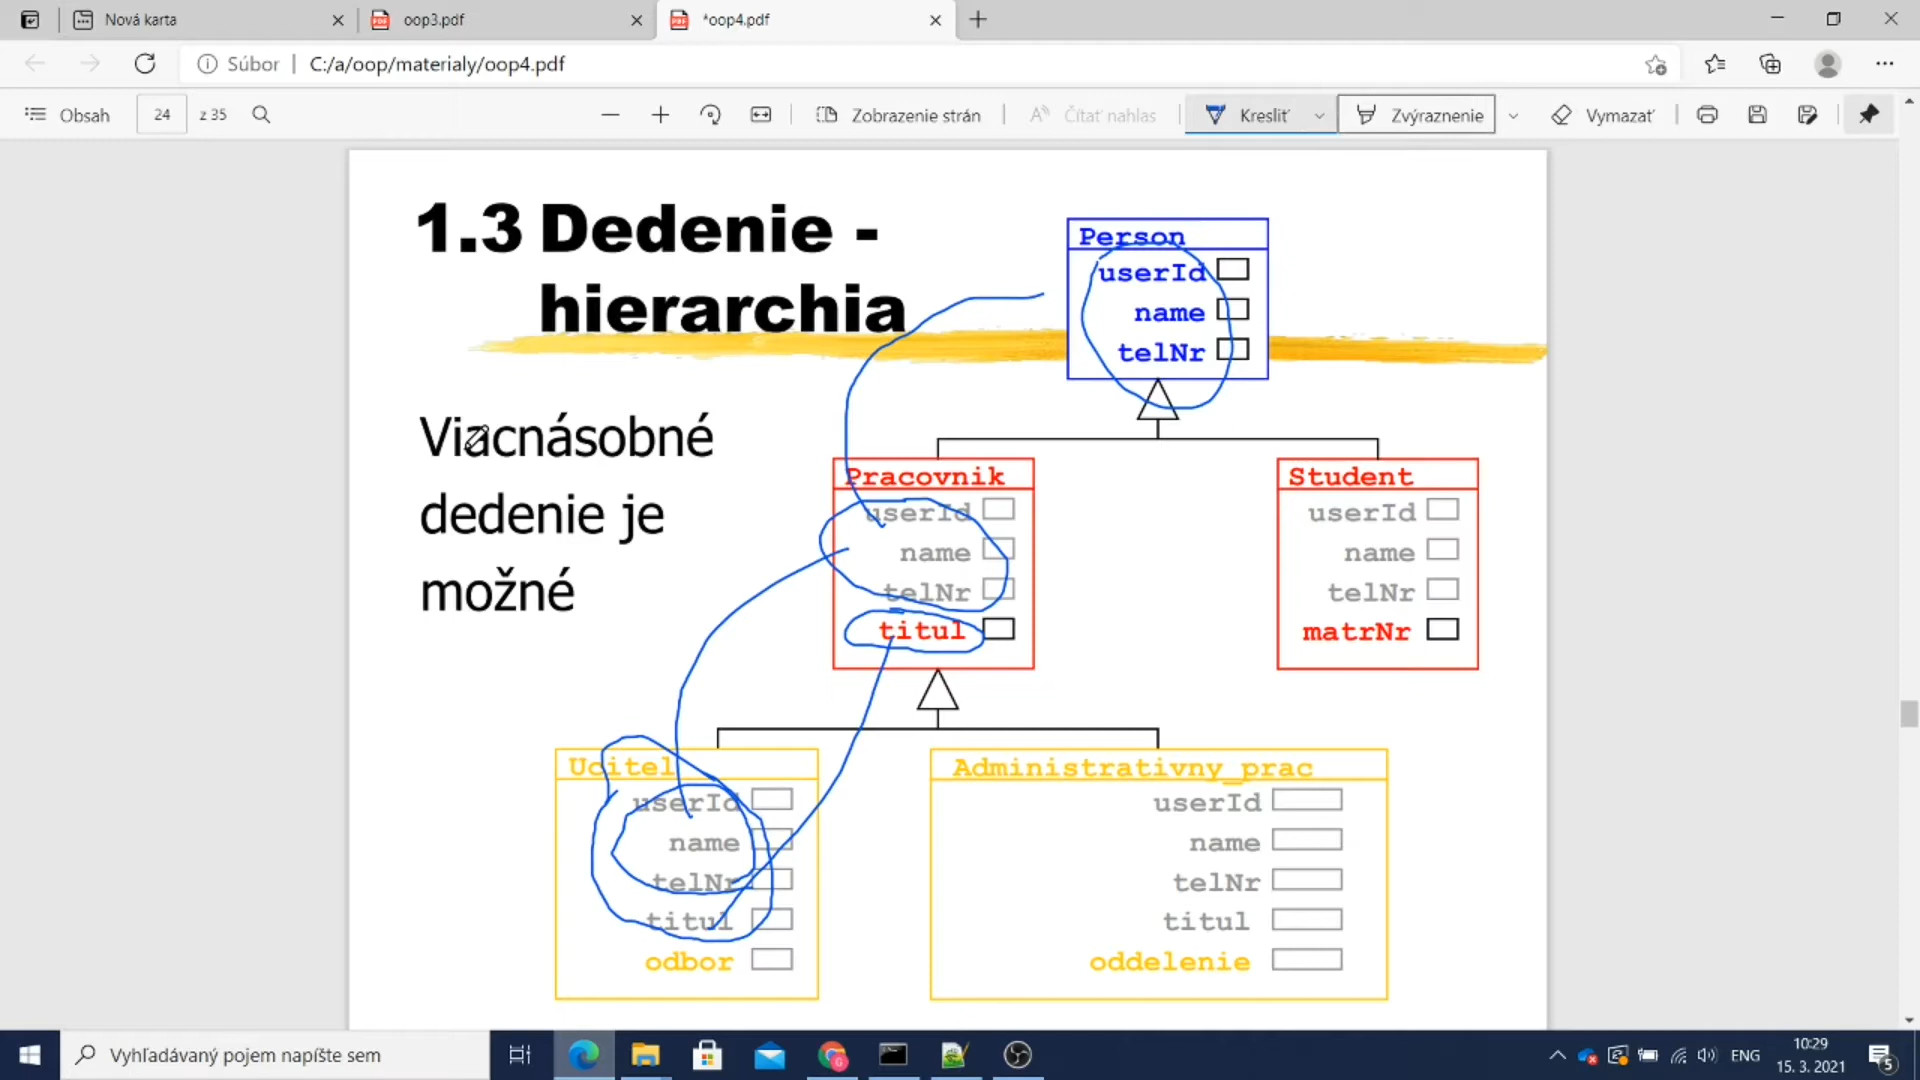 Nová karta
oop3.pdf
*oop4.pdf
Súbor
C:/a/oop/materialy/oop4.pdf
Obsah
24
z 35
Zobrazenie strán
Čítať nahlas
Kresliť
Zvýraznenie
Vymazať
1.3 Dedenie -
hierarchia
Viacnásobné
dedenie je
možné
Person
userId
name
telNr
Pracovnik
userId
name
telNr
titul
Student
userId
name
telNr
matrNr
Ucitel
userId
name
telNr
titul
odbor
Administrativny_prac
userId
name
telNr
titul
oddelenie
Vyhľadávaný pojem napíšte sem
ENG
10:29
15. 3. 2021
5